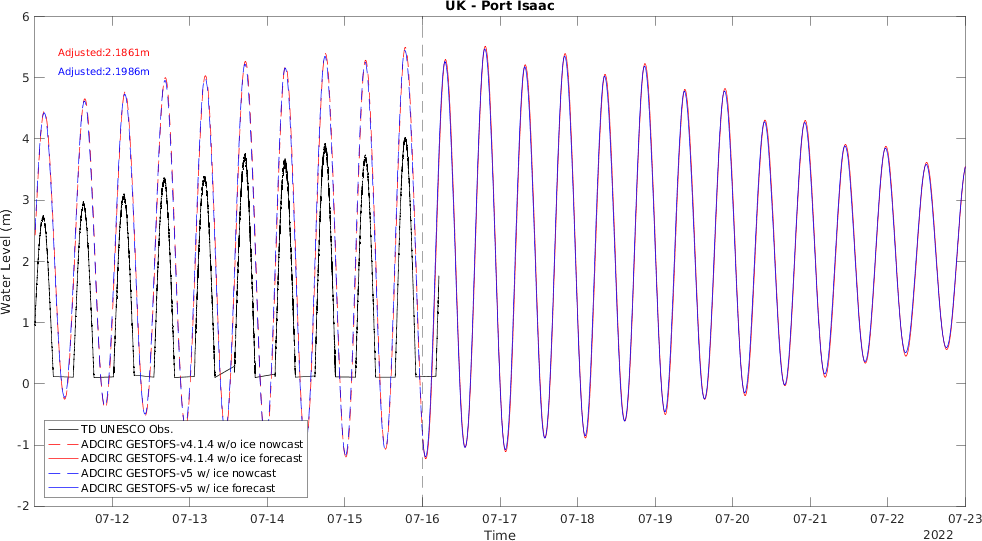 UK - Port Isaac
Adjusted:2.1861m
Adjusted:2.1986m
Water Level (m)
6
5
4
3
2
1
0
-1
-2
TD UNESCO Obs.
ADCIRC GESTOFS-v4.1.4 w/o ice nowcast
ADCIRC GESTOFS-v4.1.4 w/o ice forecast
ADCIRC GESTOFS-v5 w/ ice nowcast
ADCIRC GESTOFS-v5 w/ ice forecast
07-12 07-13 07-14 07-15 07-16 07-17 07-18 07-19 07-20 07-21 07-22 07-23
Time
2022